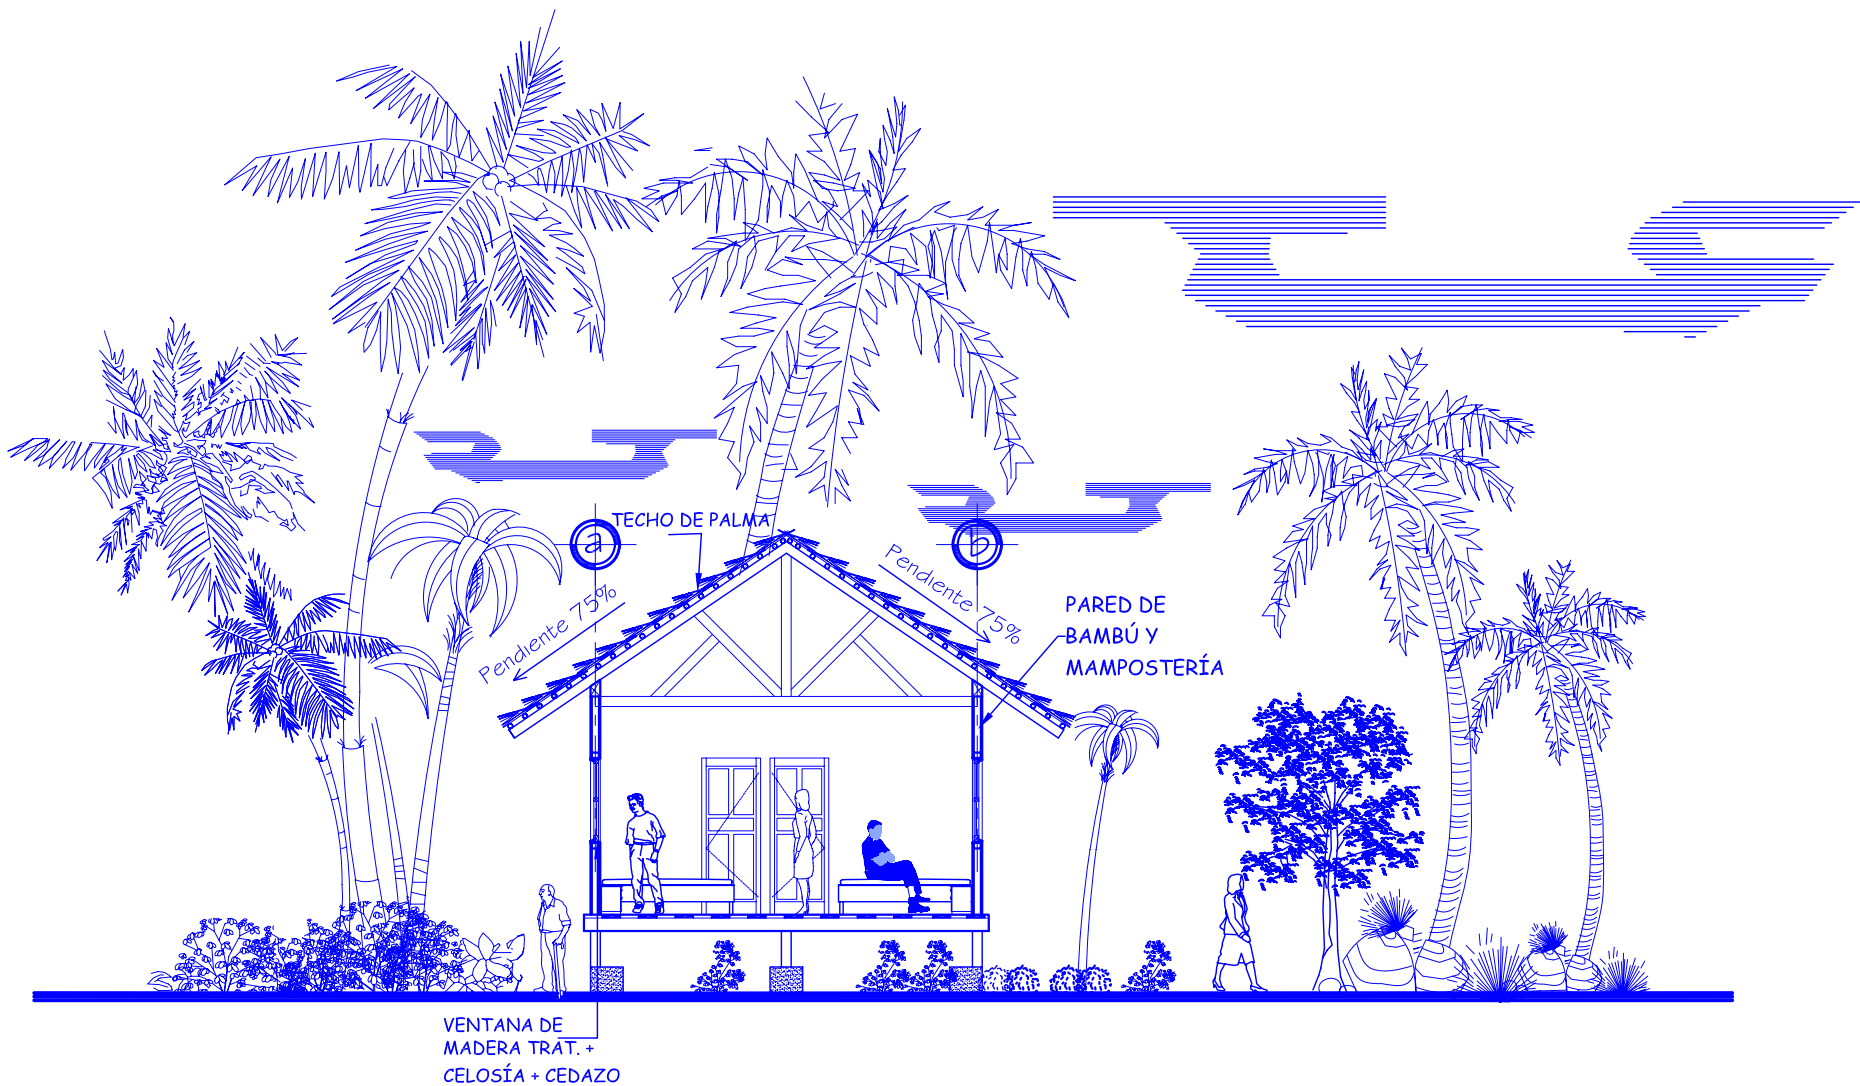 TECHO DE PALMA
a
b
Pendiente 75%
Pendiente 75%
PARED DE
BAMBÚ Y
MAMPOSTERÍA
VENTANA DE
MADERA TRAT. +
CELOSÍA + CEDAZO